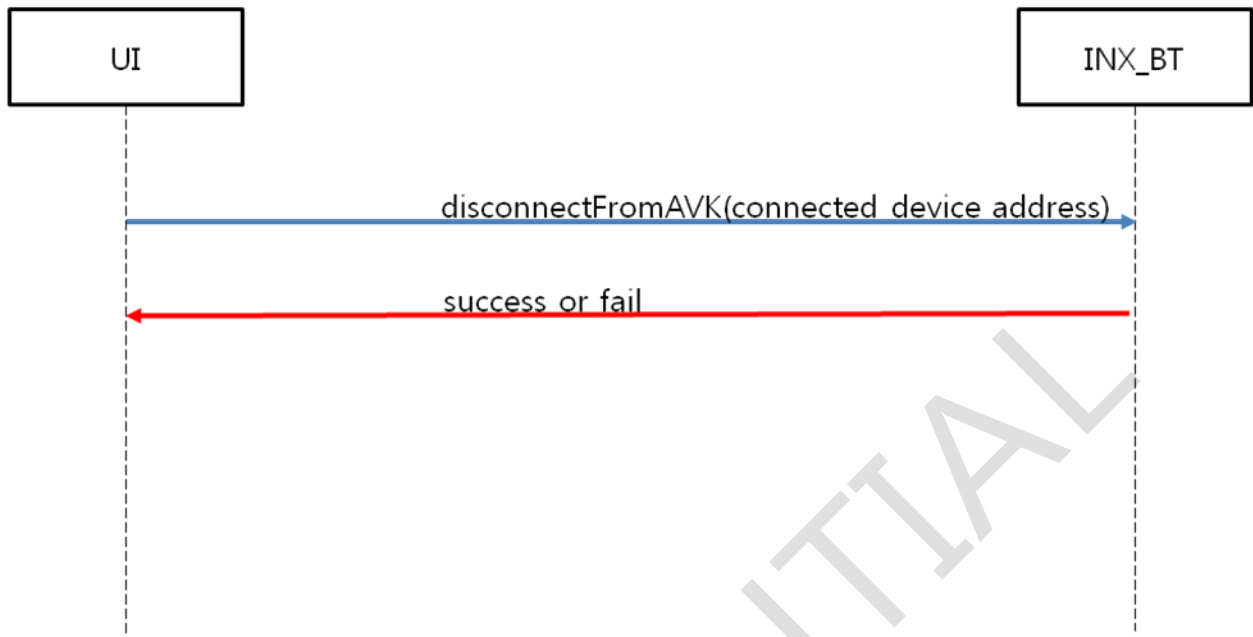 UI
INX_BT
disconnectFromAVK(connected device address)
success or fail